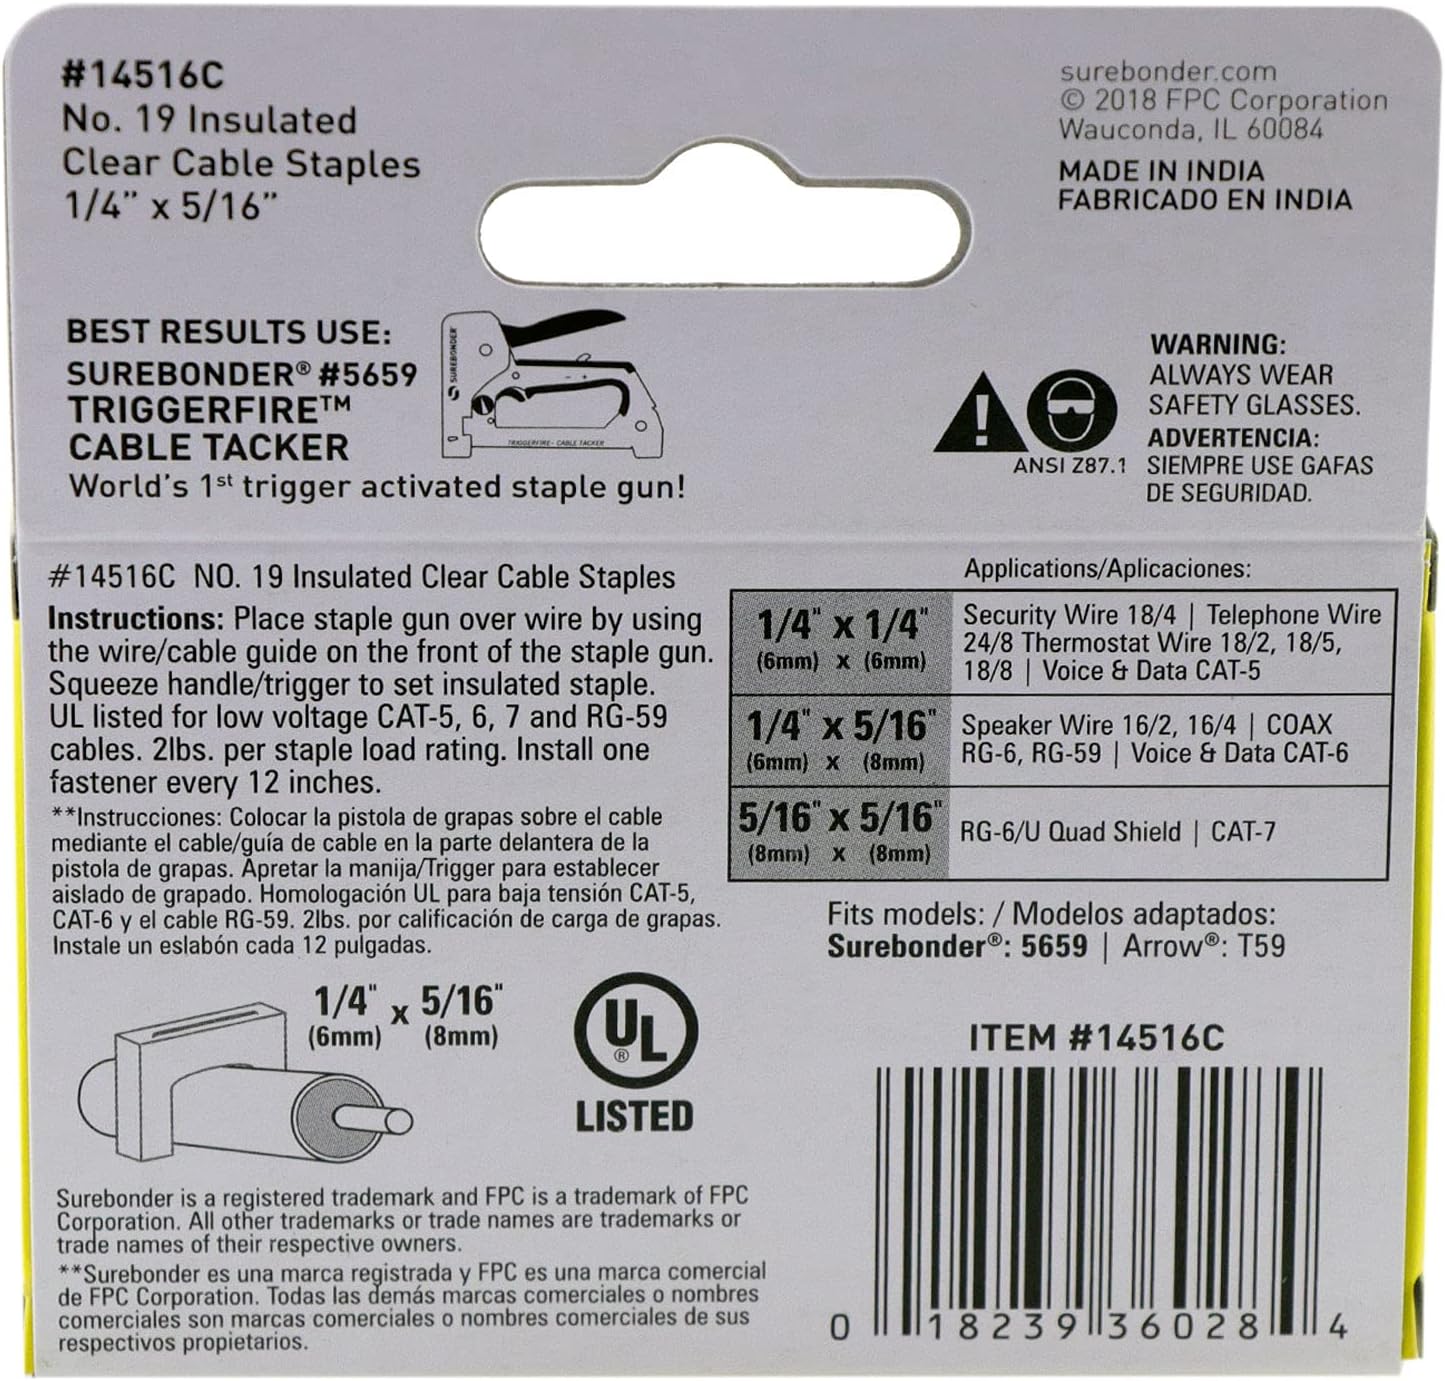 #14516C
No. 19 Insulated
Clear Cable Staples
1/4” x 5/16”
surebonder.com
© 2018 FPC Corporation
Wauconda, IL 60084
MADE IN INDIA
FABRICADO EN INDIA
BEST RESULTS USE:
SUREBONDER® #5659
TRIGGERFIRE™
CABLE TACKER
World's 1st trigger activated staple gun!
SUREBONDER
TRIGGERFIRE- CABLE TACKER
ANSI Z87.1
WARNING:
ALWAYS WEAR
SAFETY GLASSES.
ADVERTENCIA:
SIEMPRE USE GAFAS
DE SEGURIDAD.
#14516C NO. 19 Insulated Clear Cable Staples
Instructions: Place staple gun over wire by using
the wire/cable guide on the front of the staple gun.
Squeeze handle/trigger to set insulated staple.
UL listed for low voltage CAT-5, 6, 7 and RG-59
cables. 2lbs. per staple load rating. Install one
fastener every 12 inches.
**Instrucciones: Colocar la pistola de grapas sobre el cable
mediante el cable/guía de cable en la parte delantera de la
pistola de grapas. Apretar la manija/Trigger para establecer
aislado de grapado. Homologación UL para baja tensión CAT-5,
CAT-6 y el cable RG-59. 2lbs. por calificación de carga de grapas.
Instale un eslabón cada 12 pulgadas.
Applications/Aplicaciones:
1/4" x 1/4"
(6mm) x (6mm)
Security Wire 18/4 | Telephone Wire
24/8 Thermostat Wire 18/2, 18/5,
18/8 | Voice & Data CAT-5
1/4" x 5/16"
(6mm) x (8mm)
Speaker Wire 16/2, 16/4 | COAX
RG-6, RG-59 | Voice & Data CAT-6
5/16" x 5/16"
(8mm) x (8mm)
RG-6/U Quad Shield | CAT-7
Fits models: / Modelos adaptados:
Surebonder®: 5659 | Arrow®: T59
1/4" x 5/16"
(6mm) (8mm)
UL®
LISTED
ITEM #14516C
0 18239 36028 4
Surebonder is a registered trademark and FPC is a trademark of FPC
Corporation. All other trademarks or trade names are trademarks or
trade names of their respective owners.
**Surebonder es una marca registrada y FPC es una marca comercial
de FPC Corporation. Todas las demás marcas comerciales o nombres
comerciales son marcas comerciales o nombres comerciales de sus
respectivos propietarios.